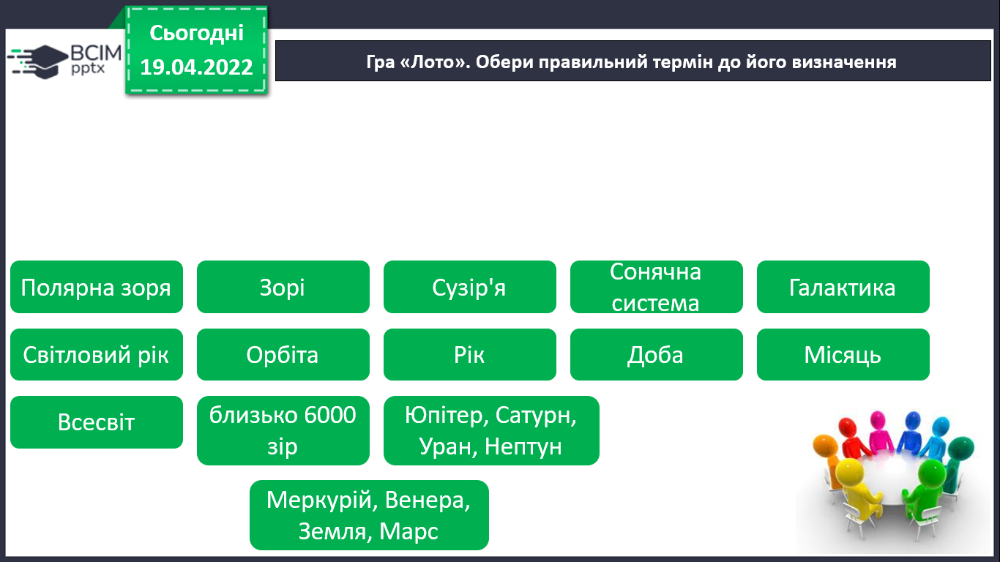 Сьогодні
19.04.2022
ВСІМ
pptx
Гра «Лото». Обери правильний термін до його визначення
Полярна зоря
Зорі
Сузір'я
Сонячна
система
Галактика
Світловий рік
Орбіта
Рік
Доба
Місяць
Всесвіт
близько 6000
зір
Юпітер, Сатурн,
Уран, Нептун
Меркурій, Венера,
Земля, Марс